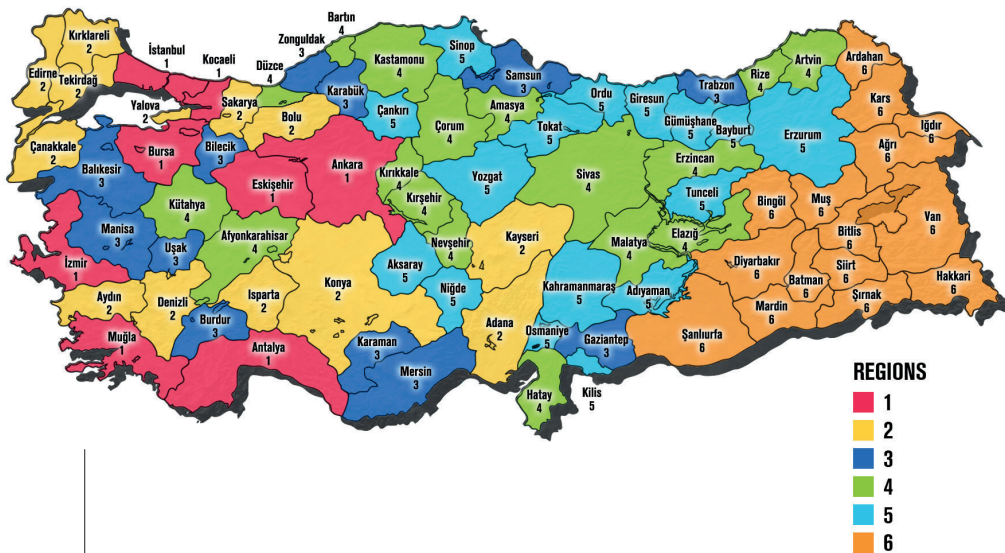 Kırklareli
2
Edirne
2
Tekirdağ
2
İstanbul
1
Kocaeli
1
Yalova
2
Sakarya
2
Düzce
4
Zonguldak
3
Bartın
4
Karabük
3
Bolu
2
Kastamonu
4
Çankırı
5
Sinop
5
Samsun
3
Amasya
4
Çorum
4
Tokat
5
Ordu
5
Giresun
5
Gümüşhane
5
Trabzon
3
Bayburt
5
Rize
4
Artvin
4
Ardahan
6
Kars
6
Iğdır
6
Ağrı
6
Erzurum
5
Erzincan
4
Çanakkale
2
Balıkesir
3
Bursa
1
Bilecik
3
Eskişehir
1
Ankara
1
Kırıkkale
4
Kırşehir
4
Yozgat
5
Sivas
4
Tunceli
5
Bingöl
6
Muş
6
Van
6
Bitlis
6
Kütahya
4
Manisa
3
Uşak
3
Afyonkarahisar
4
İzmir
1
Aydın
2
Denizli
2
Isparta
2
Burdur
3
Muğla
1
Antalya
1
Konya
2
Aksaray
5
Nevşehir
4
Niğde
5
Kayseri
2
Malatya
4
Elazığ
4
Diyarbakır
6
Batman
6
Siirt
6
Şırnak
6
Hakkari
6
Mardin
6
Şanlıurfa
6
Adıyaman
5
Kahramanmaraş
5
Gaziantep
3
Osmaniye
5
Adana
2
Karaman
3
Mersin
3
Hatay
4
Kilis
5
REGIONS
1
2
3
4
5
6